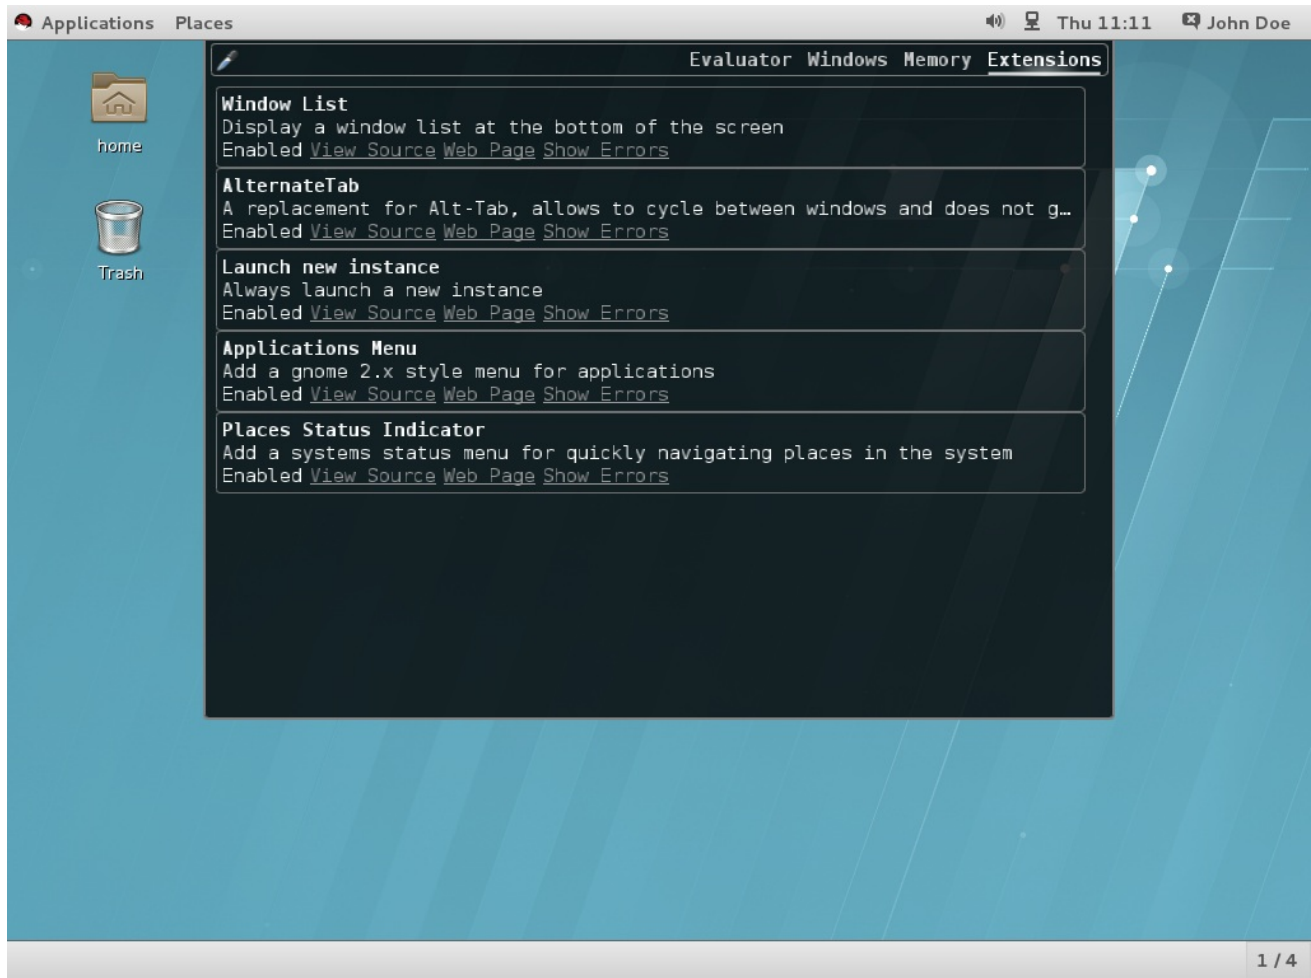 Applications Places Thu 11:11 John Doe
Evaluator Windows Memory Extensions
home
Trash
Window List
Display a window list at the bottom of the screen
Enabled View Source Web Page Show Errors
AlternateTab
A replacement for Alt-Tab, allows to cycle between windows and does not g…
Enabled View Source Web Page Show Errors
Launch new instance
Always launch a new instance
Enabled View Source Web Page Show Errors
Applications Menu
Add a gnome 2.x style menu for applications
Enabled View Source Web Page Show Errors
Places Status Indicator
Add a systems status menu for quickly navigating places in the system
Enabled View Source Web Page Show Errors
1 / 4